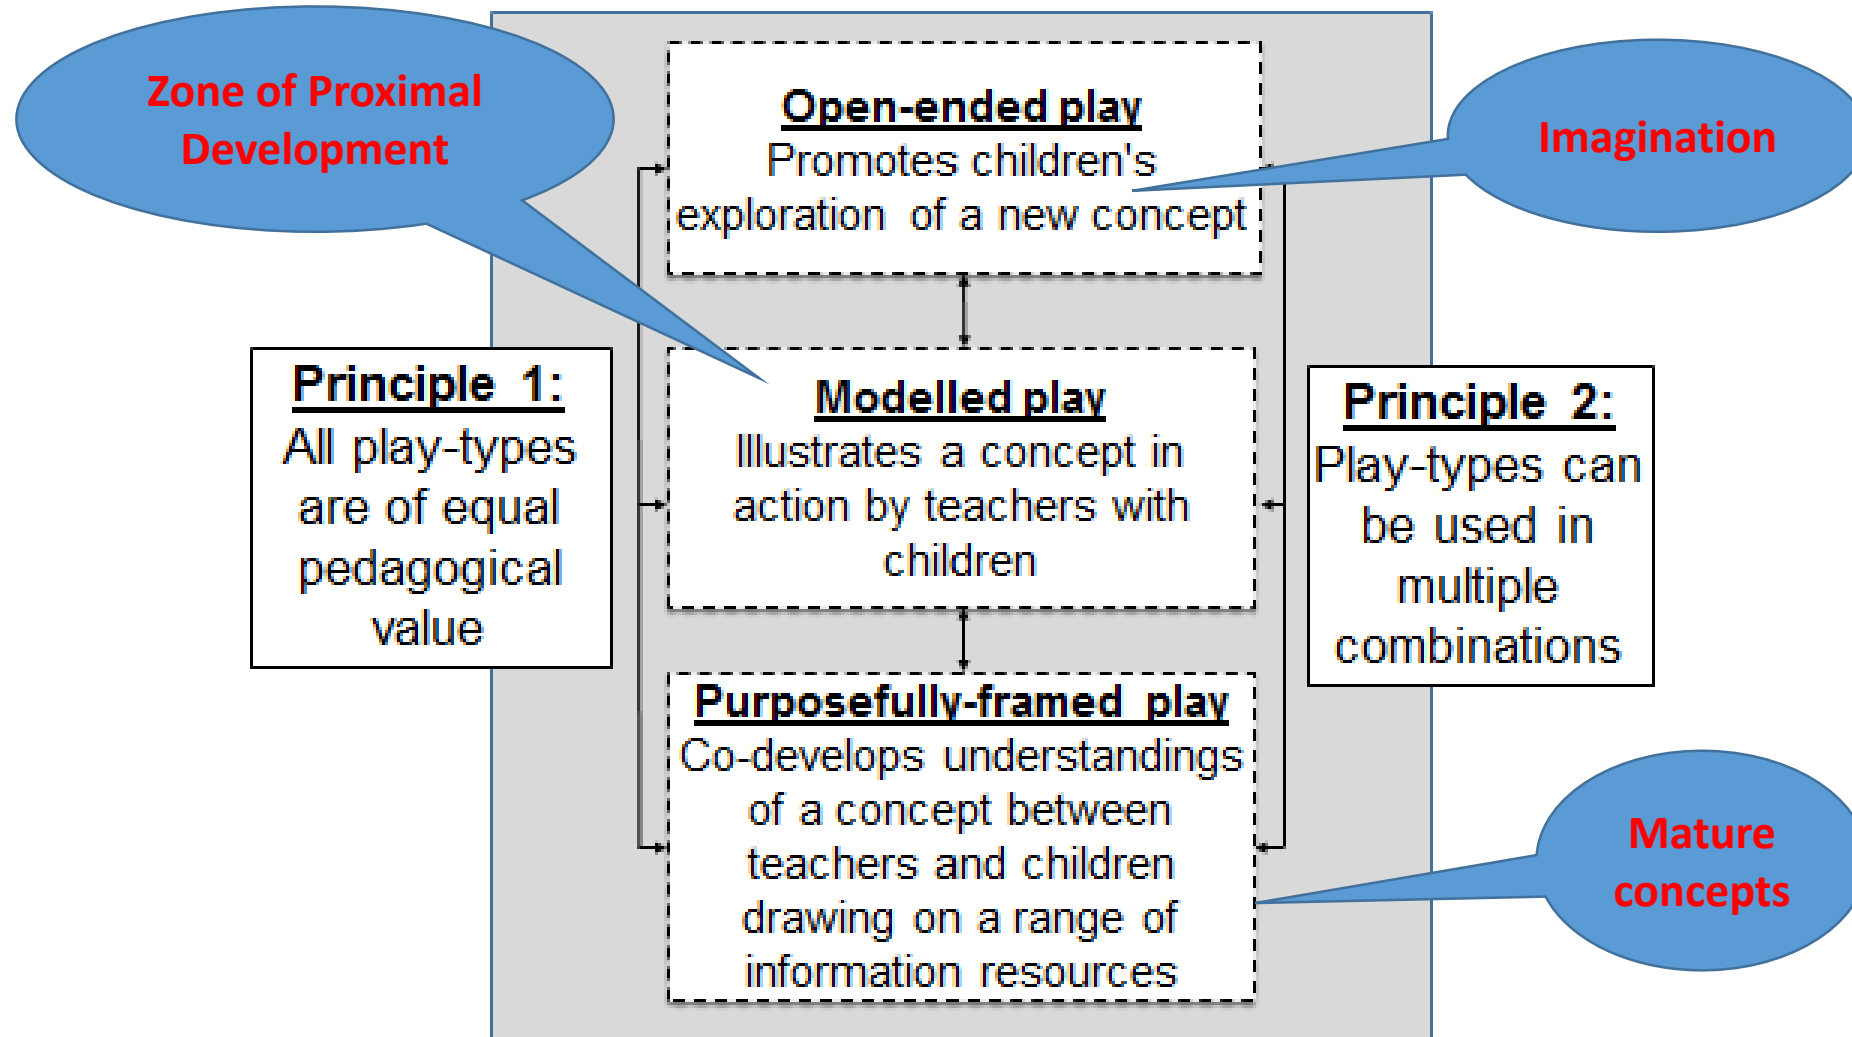 Zone of Proximal
Development
Open-ended play
Promotes children's
exploration of a new concept
Imagination
Principle 1:
All play-types
are of equal
pedagogical
value
Modelled play
Illustrates a concept in
action by teachers with
children
Principle 2:
Play-types can
be used in
multiple
combinations
Purposefully-framed play
Co-develops understandings
of a concept between
teachers and children
drawing on a range of
information resources
Mature
concepts